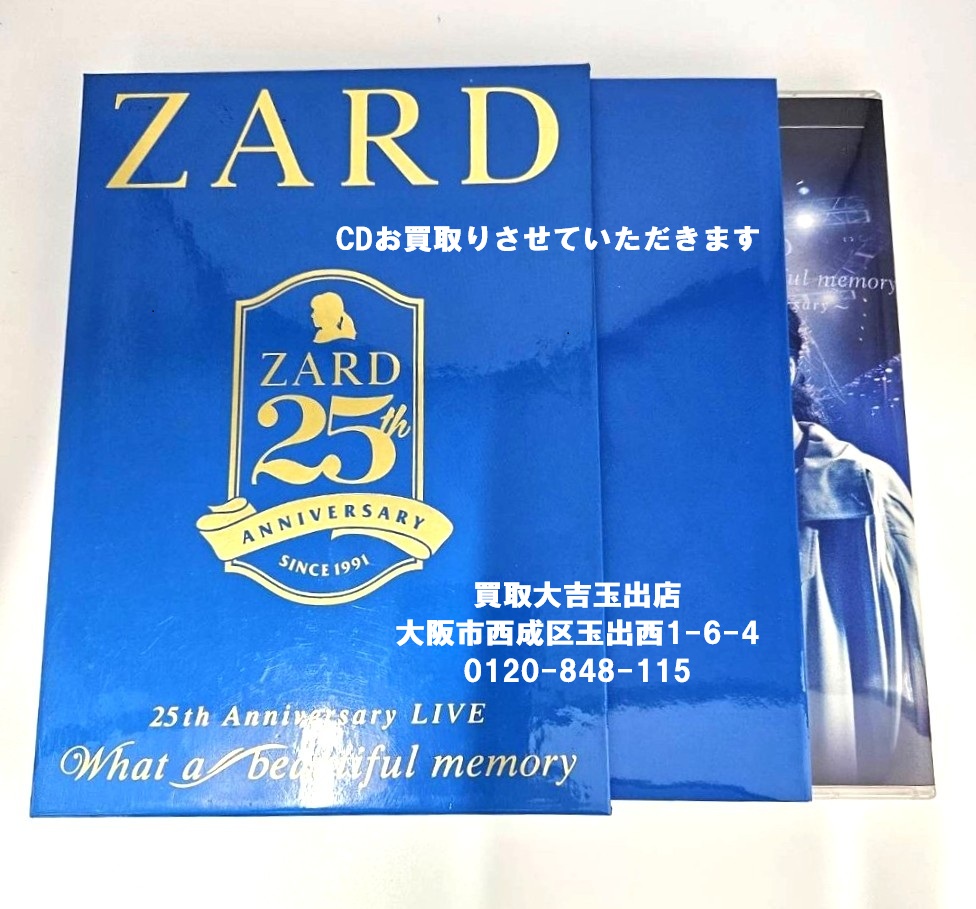 ZARD
CDお買取りさせていただきます
ZARD
25th
ANNIVERSARY
SINCE 1991
買取大吉玉出店
大阪市西成区玉出西1-6-4
0120-848-115
25th Anniversary LIVE
What a beautiful memory
memory